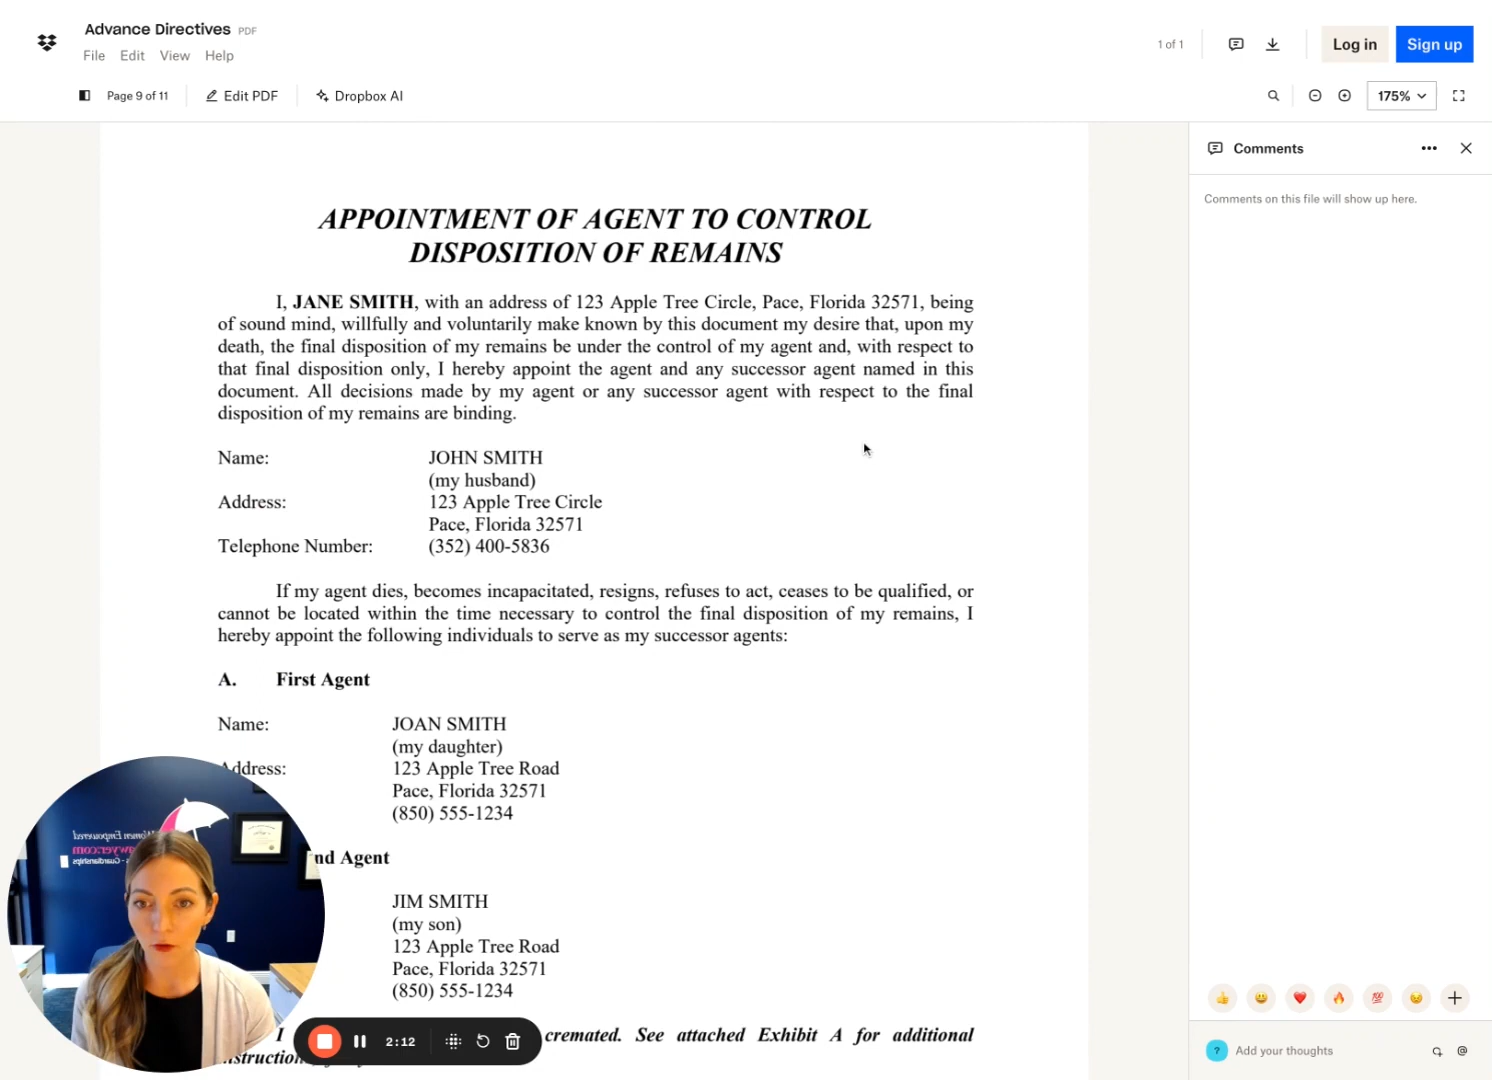 Advance Directives PDF
File Edit View Help
1 of 1
Log in
Sign up
Page 9 of 11
Edit PDF
Dropbox AI
175%
Comments
Comments on this file will show up here.
APPOINTMENT OF AGENT TO CONTROL
DISPOSITION OF REMAINS
I, JANE SMITH, with an address of 123 Apple Tree Circle, Pace, Florida 32571, being
of sound mind, willfully and voluntarily make known by this document my desire that, upon my
death, the final disposition of my remains be under the control of my agent and, with respect to
that final disposition only, I hereby appoint the agent and any successor agent named in this
document. All decisions made by my agent or any successor agent with respect to the final
disposition of my remains are binding.
Name: JOHN SMITH
(my husband)
Address: 123 Apple Tree Circle
Pace, Florida 32571
Telephone Number: (352) 400-5836
If my agent dies, becomes incapacitated, resigns, refuses to act, ceases to be qualified, or
cannot be located within the time necessary to control the final disposition of my remains, I
hereby appoint the following individuals to serve as my successor agents:
A. First Agent
Name: JOAN SMITH
(my daughter)
Address: 123 Apple Tree Road
Pace, Florida 32571
(850) 555-1234
nd Agent
JIM SMITH
(my son)
123 Apple Tree Road
Pace, Florida 32571
(850) 555-1234
I cremated. See attached Exhibit A for additional
2:12
Women Empowered
Guardianships
Add your thoughts